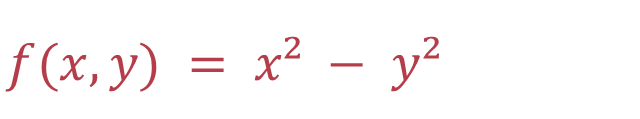 f(x, y) = x² − y²